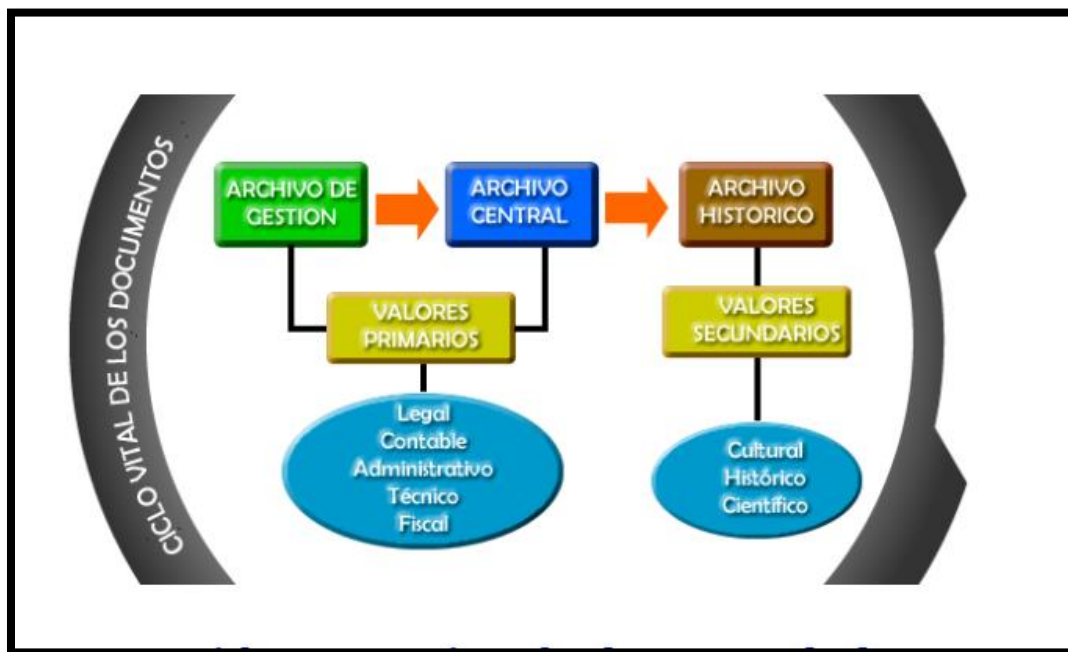 CICLO VITAL DE LOS DOCUMENTOS
ARCHIVO DE
GESTION
ARCHIVO
CENTRAL
ARCHIVO
HISTORICO
VALORES
PRIMARIOS
VALORES
SECUNDARIOS
Legal
Contable
Administrativo
Técnico
Fiscal
Cultural
Histórico
Científico